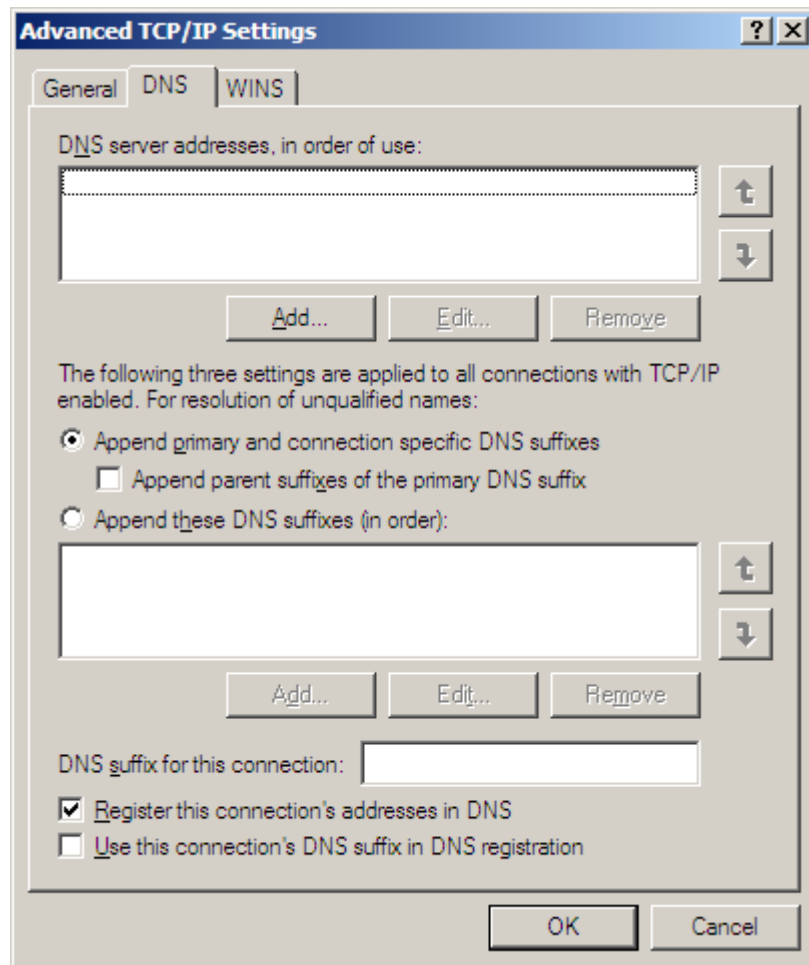 Advanced TCP/IP Settings
General DNS WINS
DNS server addresses, in order of use:
Add... Edit... Remove
The following three settings are applied to all connections with TCP/IP
enabled. For resolution of unqualified names:
Append primary and connection specific DNS suffixes
Append parent suffixes of the primary DNS suffix
Append these DNS suffixes (in order):
Add... Edit... Remove
DNS suffix for this connection:
Register this connection's addresses in DNS
Use this connection's DNS suffix in DNS registration
OK Cancel